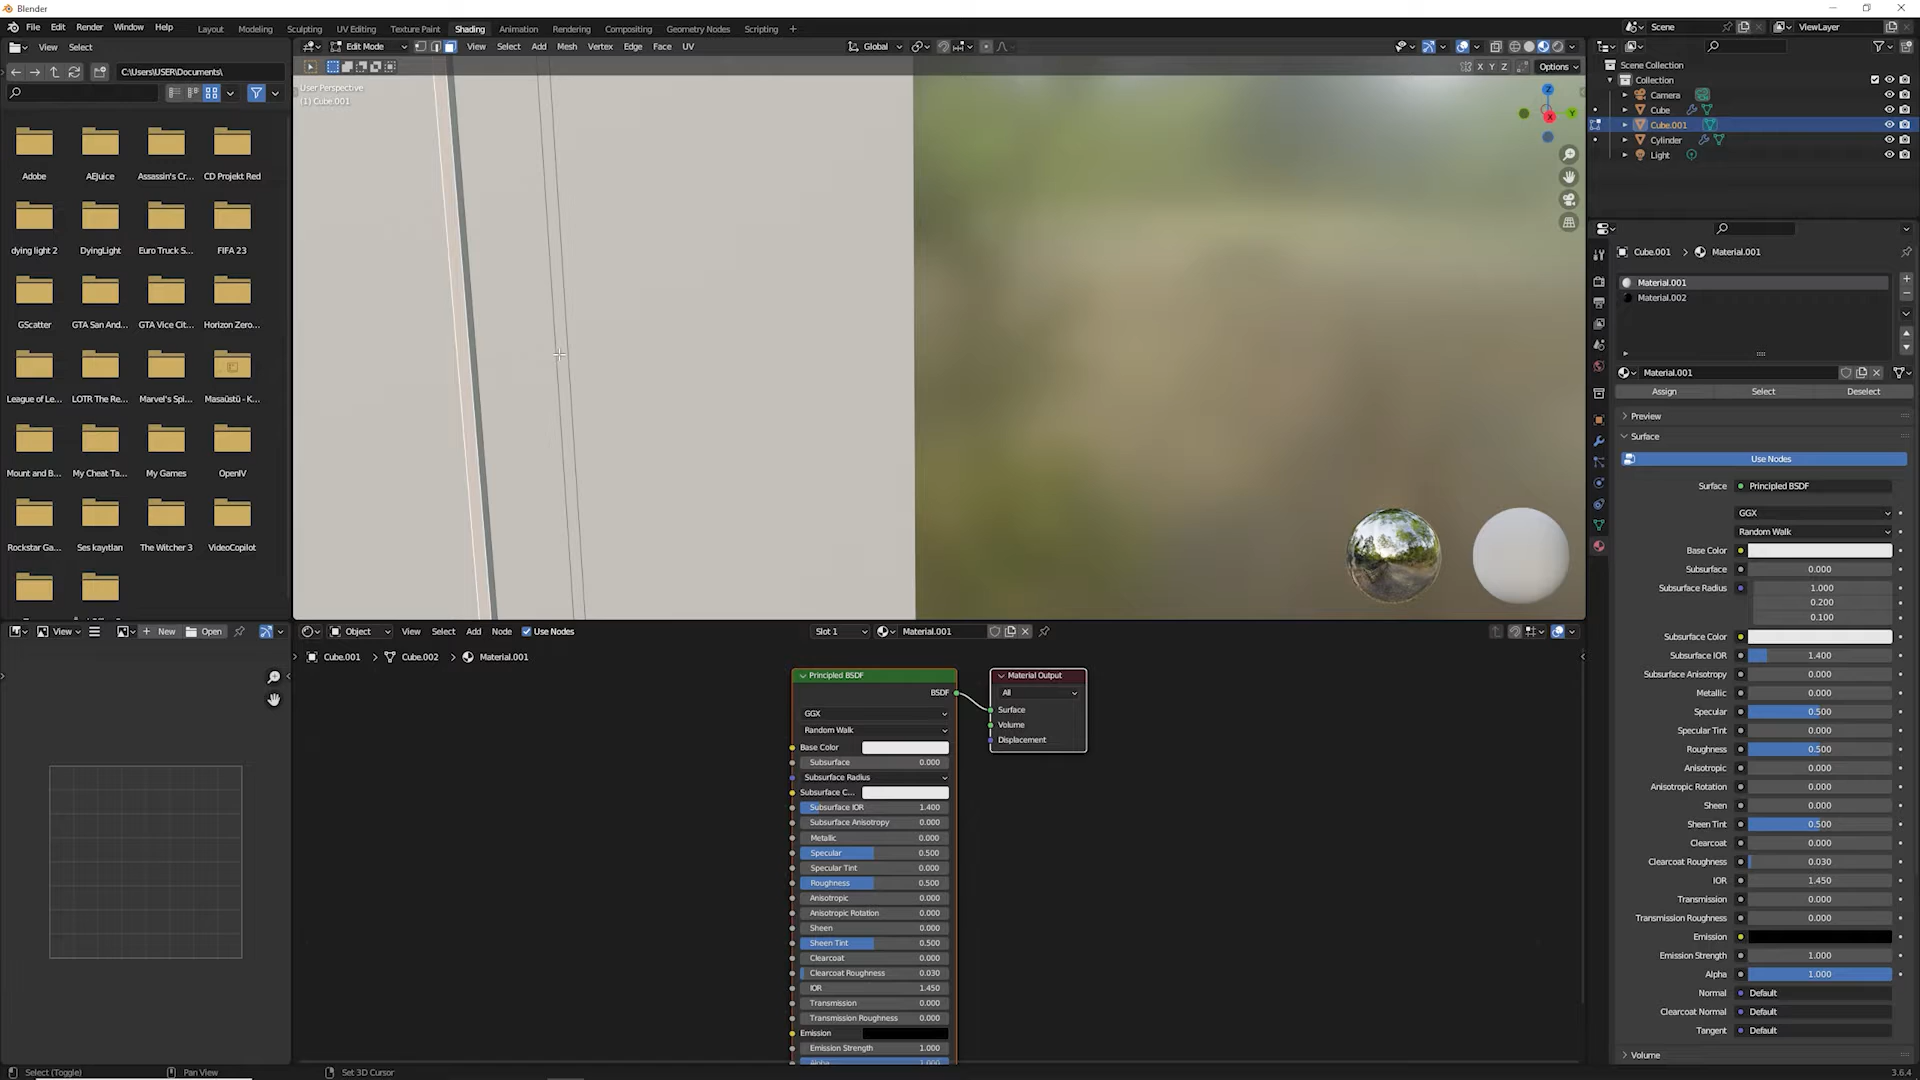 Blender
File Edit Render Window Help
Layout Modeling Sculpting UV Editing Texture Paint Shading Animation Rendering Compositing Geometry Nodes Scripting +
Scene
ViewLayer
View Select
Edit Mode
View Select Add Mesh Vertex Edge Face UV
Global
C:\Users\USER\Documents\
X Y Z
Options
User Perspective
(1) Cube.001
Z
Y
X
Adobe
AEJuice
Assassin's Cr...
CD Projekt Red
dying light 2
DyingLight
Euro Truck S...
FIFA 23
GScatter
GTA San And...
GTA Vice Cit...
Horizon Zero...
League of Le...
LOTR The Re...
Marvel's Spi...
Masaüstü - K...
Mount and B...
My Cheat Ta...
My Games
OpenIV
Rockstar Ga...
Ses kayıtları
The Witcher 3
VideoCopilot
Scene Collection
Collection
Camera
Cube
Cube.001
Cylinder
Light
Cube.001 > Material.001
Material.001
Material.002
Material.001
Assign Select Deselect
Preview
Surface
Use Nodes
Surface Principled BSDF
GGX
Random Walk
Base Color
Subsurface 0.000
Subsurface Radius 1.000
0.200
0.100
Subsurface Color
Subsurface IOR 1.400
Subsurface Anisotropy 0.000
Metallic 0.000
Specular 0.500
Specular Tint 0.000
Roughness 0.500
Anisotropic 0.000
Anisotropic Rotation 0.000
Sheen 0.000
Sheen Tint 0.500
Clearcoat 0.000
Clearcoat Roughness 0.030
IOR 1.450
Transmission 0.000
Transmission Roughness 0.000
Emission
Emission Strength 1.000
Alpha 1.000
Normal Default
Clearcoat Normal Default
Tangent Default
Volume
View
+ New
Open
Object
View Select Add Node Use Nodes
Slot 1
Material.001
Cube.001 > Cube.002 > Material.001
Principled BSDF
BSDF
GGX
Random Walk
Base Color
Subsurface 0.000
Subsurface Radius
Subsurface C...
Subsurface IOR 1.400
Subsurface Anisotropy 0.000
Metallic 0.000
Specular 0.500
Specular Tint 0.000
Roughness 0.500
Anisotropic 0.000
Anisotropic Rotation 0.000
Sheen 0.000
Sheen Tint 0.500
Clearcoat 0.000
Clearcoat Roughness 0.030
IOR 1.450
Transmission 0.000
Transmission Roughness 0.000
Emission
Emission Strength 1.000
Alpha 1.000
Material Output
All
Surface
Volume
Displacement
Select (Toggle)
Pan View
Set 3D Cursor
3.6.4